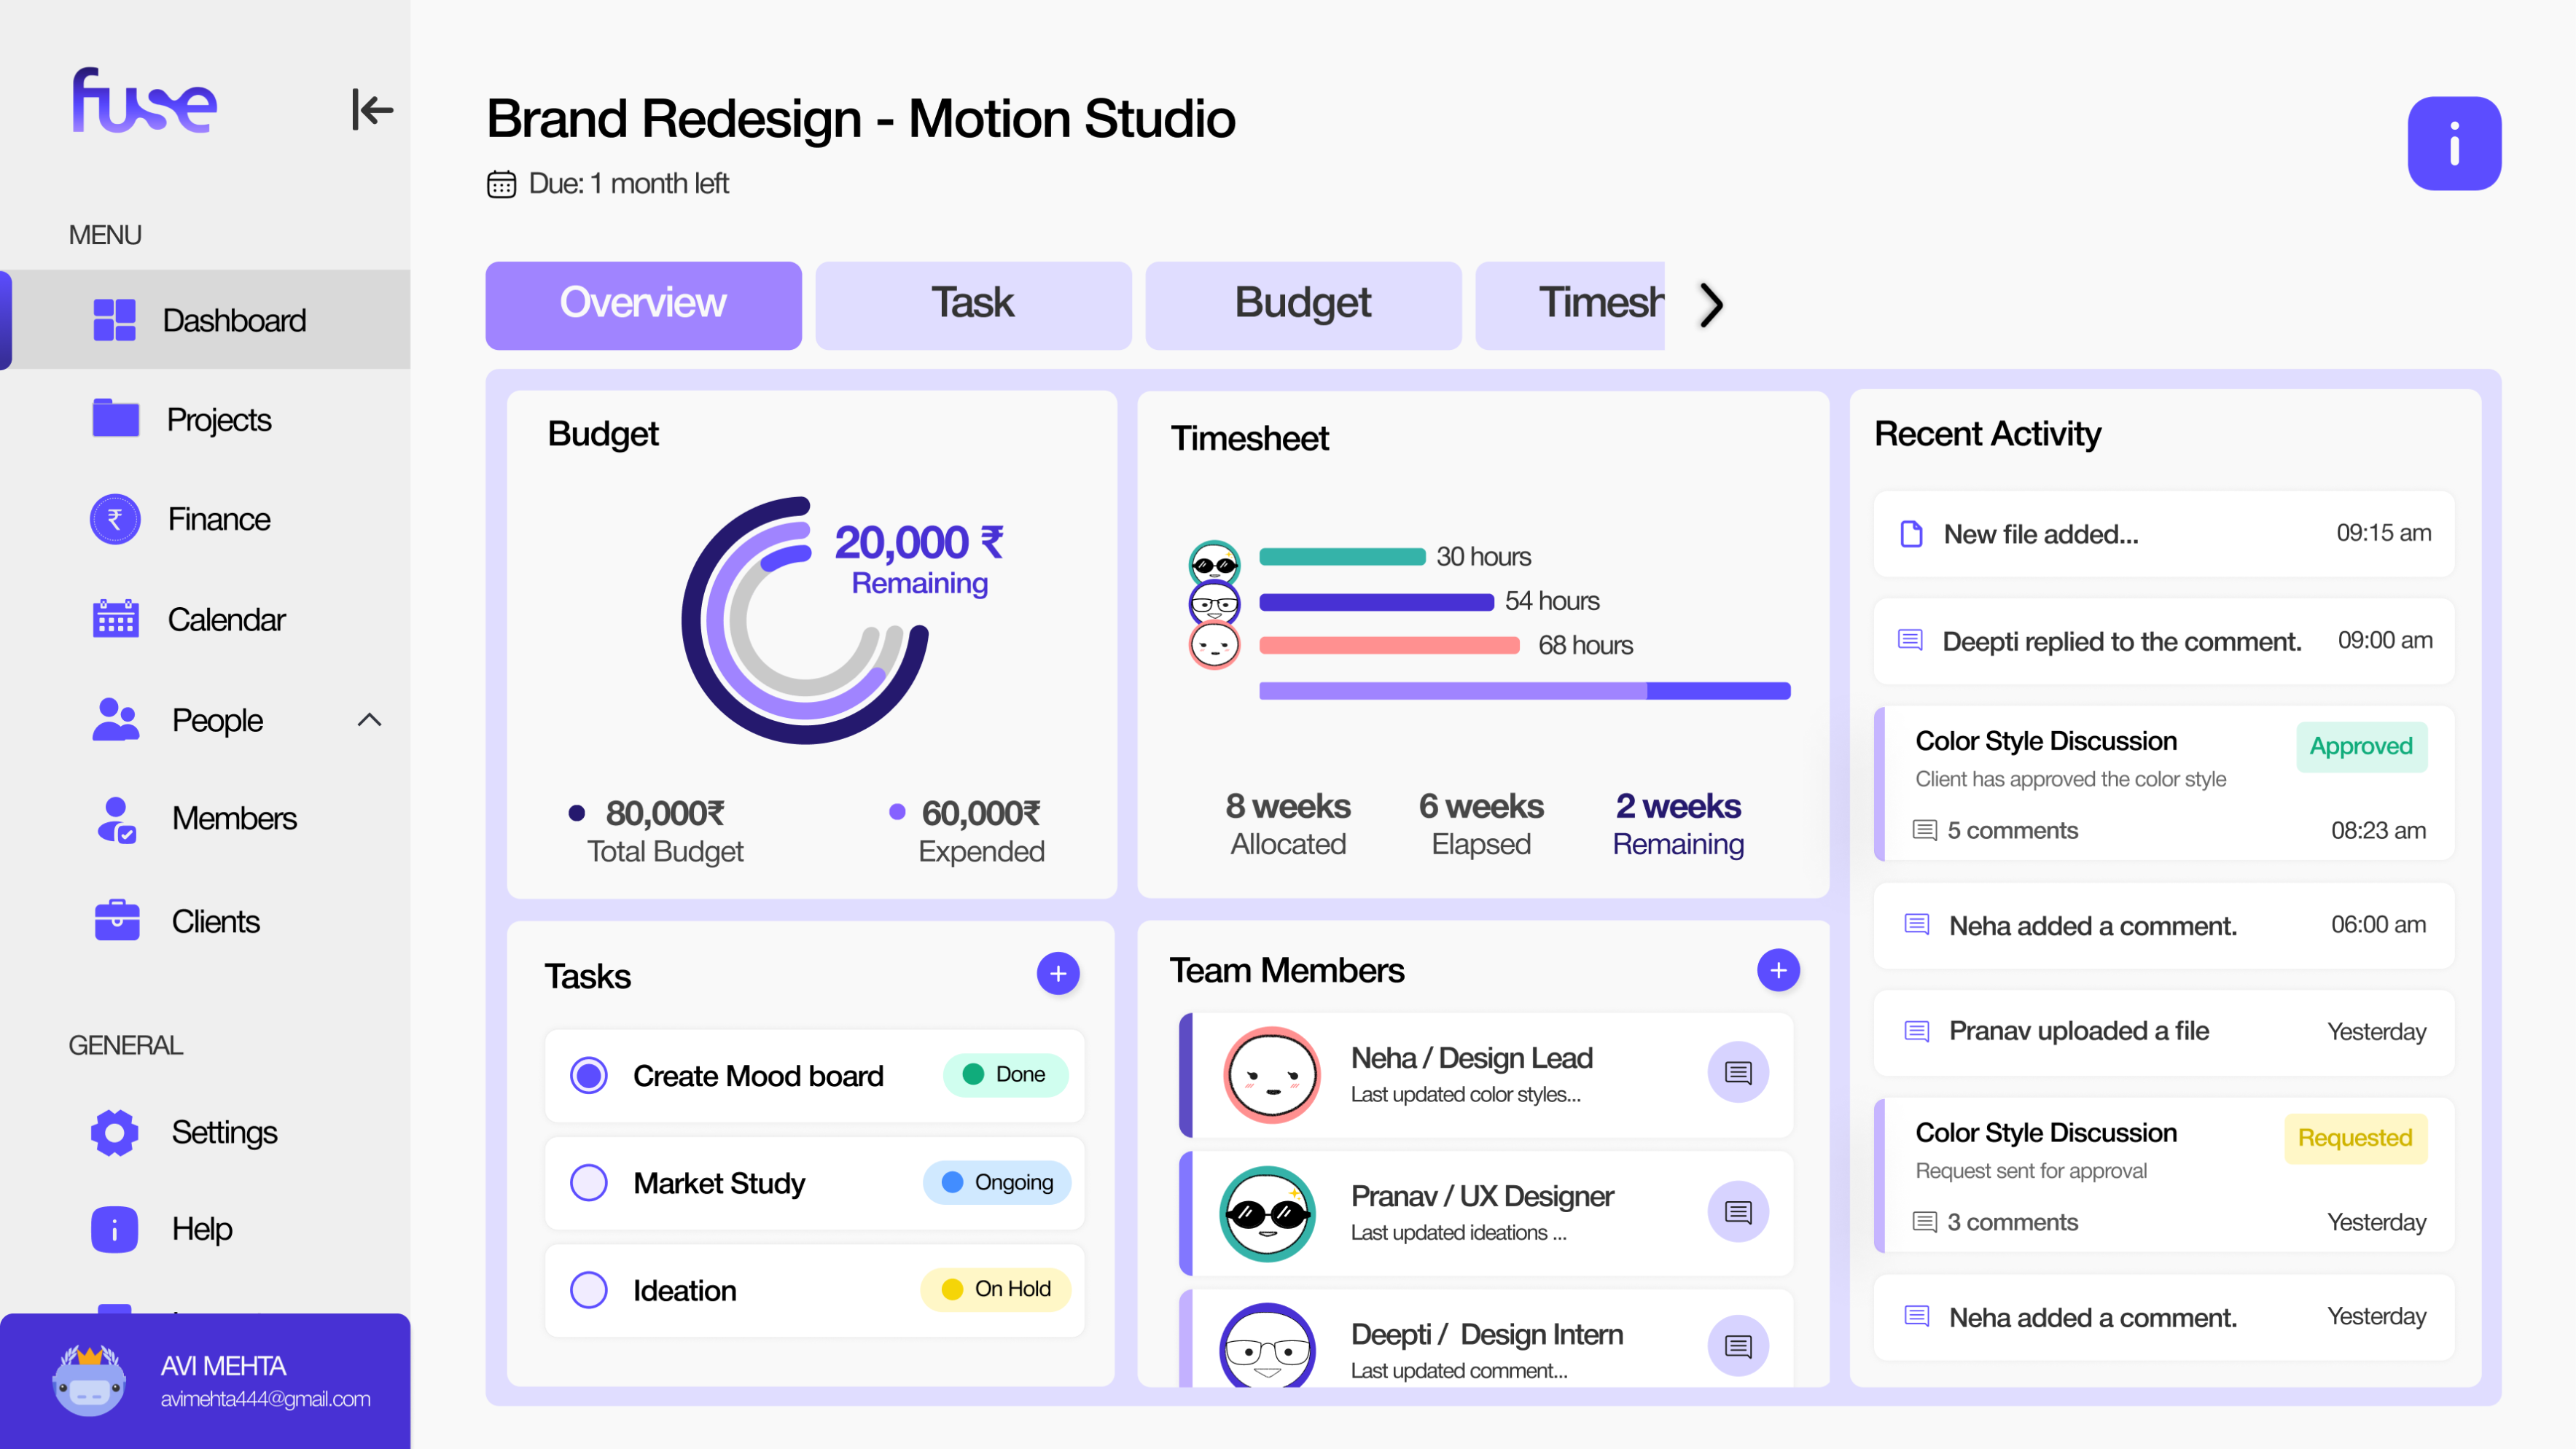 fuse
MENU
Dashboard
Projects
₹
Finance
Calendar
People
Members
Clients
GENERAL
Settings
Help
AVI MEHTA
avimehta444@gmail.com
Brand Redesign - Motion Studio
Due: 1 month left
Overview
Task
Budget
Timesh
Budget
20,000 ₹
Remaining
80,000₹
Total Budget
60,000₹
Expended
Timesheet
30 hours
54 hours
68 hours
8 weeks
Allocated
6 weeks
Elapsed
2 weeks
Remaining
Tasks
Create Mood board
Done
Market Study
Ongoing
Ideation
On Hold
Team Members
Neha / Design Lead
Last updated color styles...
Pranav / UX Designer
Last updated ideations ...
Deepti / Design Intern
Last updated comment...
Recent Activity
New file added...
09:15 am
Deepti replied to the comment.
09:00 am
Color Style Discussion
Approved
Client has approved the color style
5 comments
08:23 am
Neha added a comment.
06:00 am
Pranav uploaded a file
Yesterday
Color Style Discussion
Requested
Request sent for approval
3 comments
Yesterday
Neha added a comment.
Yesterday